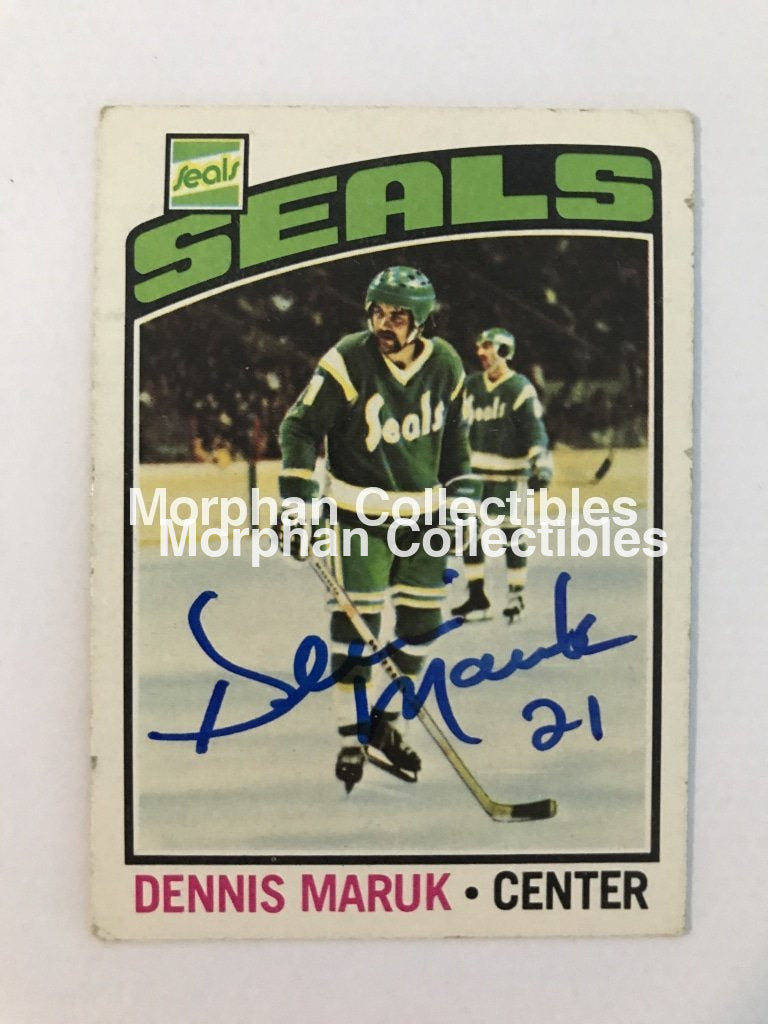 Seals
SEALS
Seals
Seals
Morphan Collectibles
Morphan Collectibles
Dennis
Maruk
21
DENNIS MARUK • CENTER